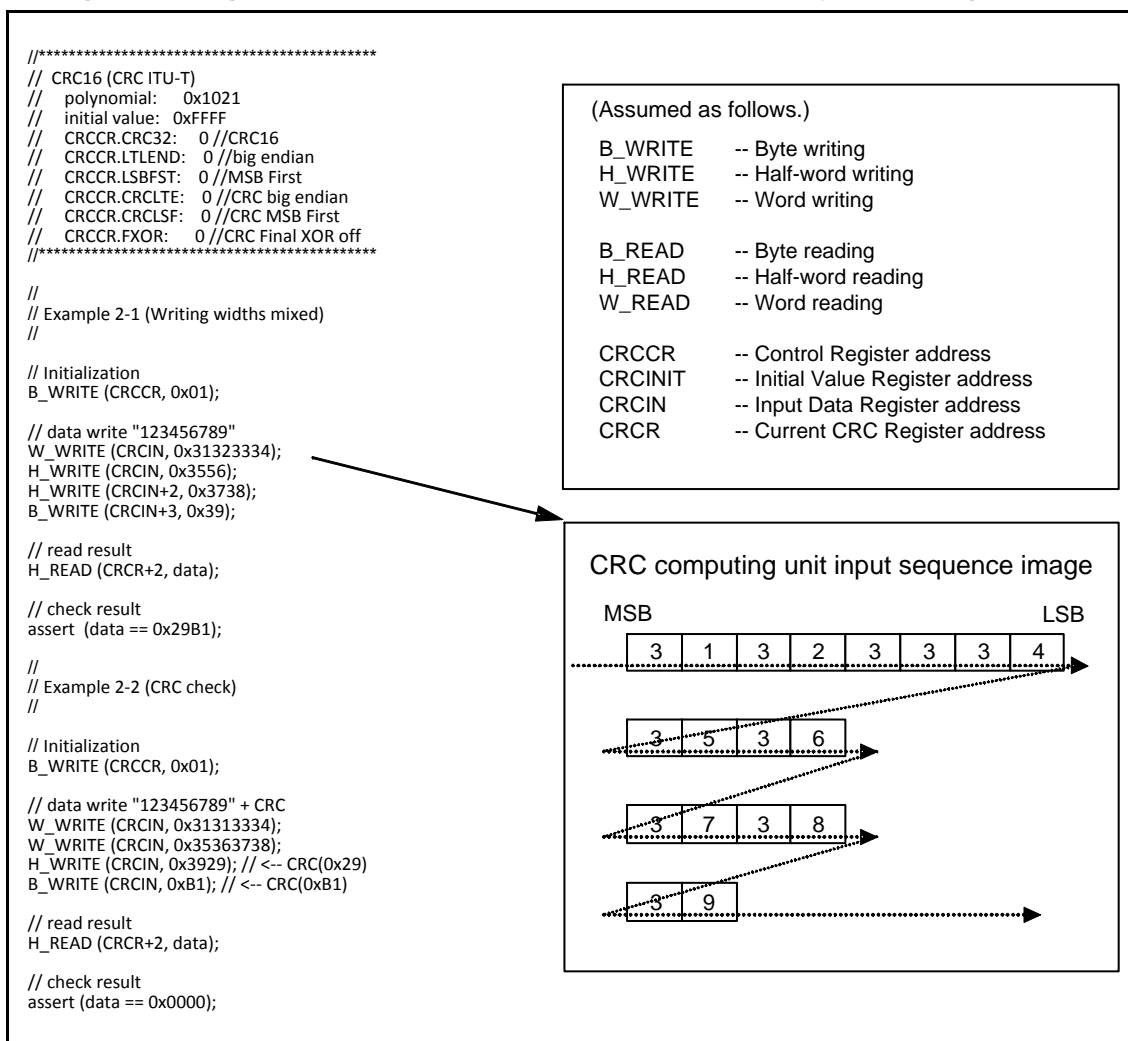 //*********************************************
// CRC16 (CRC ITU-T)
// polynomial: 0x1021
// initial value: 0xFFFF
// CRCCR.CRC32: 0 //CRC16
// CRCCR.LTLEND: 0 //big endian
// CRCCR.LSBFST: 0 //MSB First
// CRCCR.CRCLTE: 0 //CRC big endian
// CRCCR.CRCLSF: 0 //CRC MSB First
// CRCCR.FXOR: 0 //CRC Final XOR off
//*********************************************
//
// Example 2-1 (Writing widths mixed)
//
// Initialization
B_WRITE (CRCCR, 0x01);
// data write "123456789"
W_WRITE (CRCIN, 0x31323334);
H_WRITE (CRCIN, 0x3556);
H_WRITE (CRCIN+2, 0x3738);
B_WRITE (CRCIN+3, 0x39);
// read result
H_READ (CRCR+2, data);
// check result
assert (data == 0x29B1);
//
// Example 2-2 (CRC check)
//
// Initialization
B_WRITE (CRCCR, 0x01);
// data write "123456789" + CRC
W_WRITE (CRCIN, 0x31313334);
W_WRITE (CRCIN, 0x35363738);
H_WRITE (CRCIN, 0x3929); // <-- CRC(0x29)
B_WRITE (CRCIN, 0xB1); // <-- CRC(0xB1)
// read result
H_READ (CRCR+2, data);
// check result
assert (data == 0x0000);
(Assumed as follows.)
B_WRITE -- Byte writing
H_WRITE -- Half-word writing
W_WRITE -- Word writing
B_READ -- Byte reading
H_READ -- Half-word reading
W_READ -- Word reading
CRCCR -- Control Register address
CRCINIT -- Initial Value Register address
CRCIN -- Input Data Register address
CRCR -- Current CRC Register address
CRC computing unit input sequence image
MSB LSB
3 1 3 2 3 3 3 4
3 5 3 6
3 7 3 8
3 9